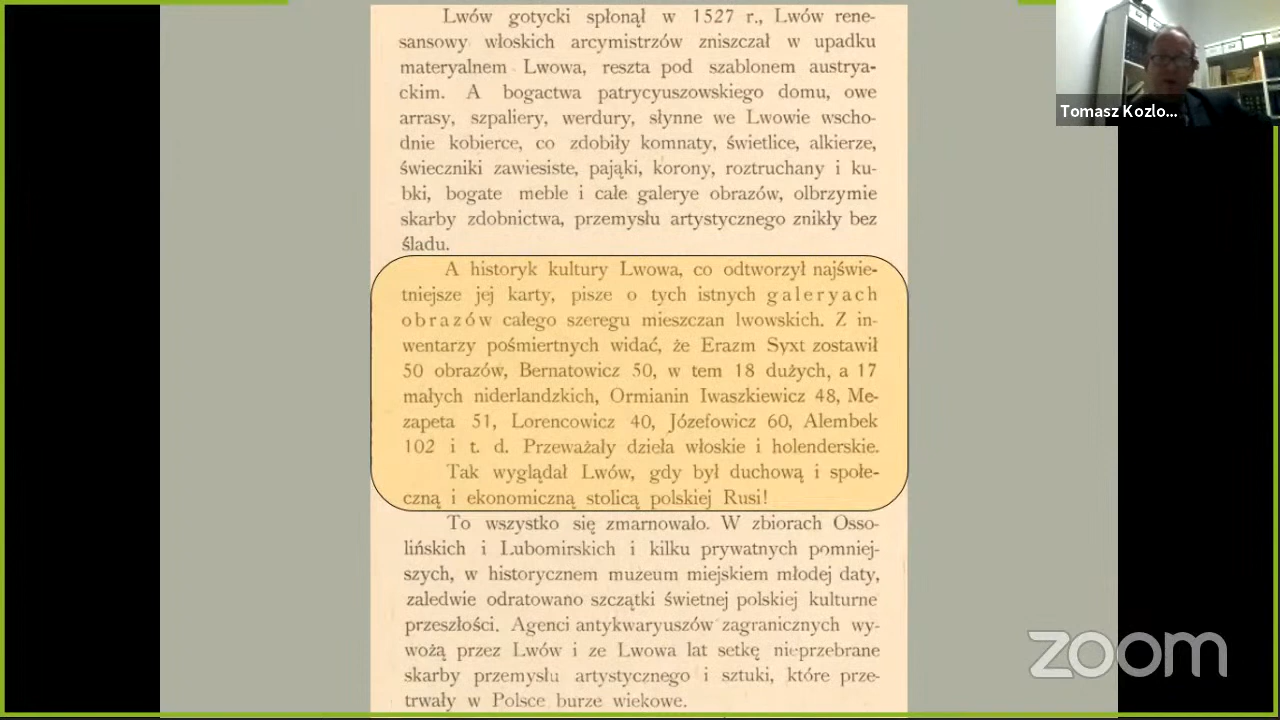 Lwów gotycki spłonął w 1527 r., Lwów rene-
sansowy włoskich arcymistrzów zniszczał w upadku
materyalnem Lwowa, reszta pod szablonem austrya-
ckim. A bogactwa patrycyuszowskiego domu, owe
arrasy, szpaliery, werdury, słynne we Lwowie wscho-
dnie kobierce, co zdobiły komnaty, świetlice, alkierze,
świeczniki zawiesiste, pająki, korony, roztruchany i ku-
bki, bogate meble i całe galerye obrazów, olbrzymie
skarby zdobnictwa, przemysłu artystycznego znikły bez
śladu.
A historyk kultury Lwowa, co odtworzył najświe-
tniejsze jej karty, pisze o tych istnych galeryach
obrazów całego szeregu mieszczan lwowskich. Z in-
wentarzy pośmiertnych widać, że Erazm Syxt zostawił
50 obrazów, Bernatowicz 50, w tem 18 dużych, a 17
małych niderlandzkich, Ormianin Iwaszkiewicz 48, Me-
zapeta 51, Lorencowicz 40, Józefowicz 60, Alembek
102 i t. d. Przeważały dzieła włoskie i holenderskie.
Tak wyglądał Lwów, gdy był duchową i społe-
czną i ekonomiczną stolicą polskiej Rusi!
To wszystko się zmarnowało. W zbiorach Osso-
lińskich i Lubomirskich i kilku prywatnych pomniej-
szych, w historycznem muzeum miejskiem młodej daty,
zaledwie odratowano szczątki świetnej polskiej kulturne
przeszłości. Agenci antykwaryuszów zagranicznych wy-
wożą przez Lwów i ze Lwowa lat setkę nieprzebrane
skarby przemysłu artystycznego i sztuki, które prze-
trwały w Polsce burze wiekowe.
Tomasz Kozlo...
zoom